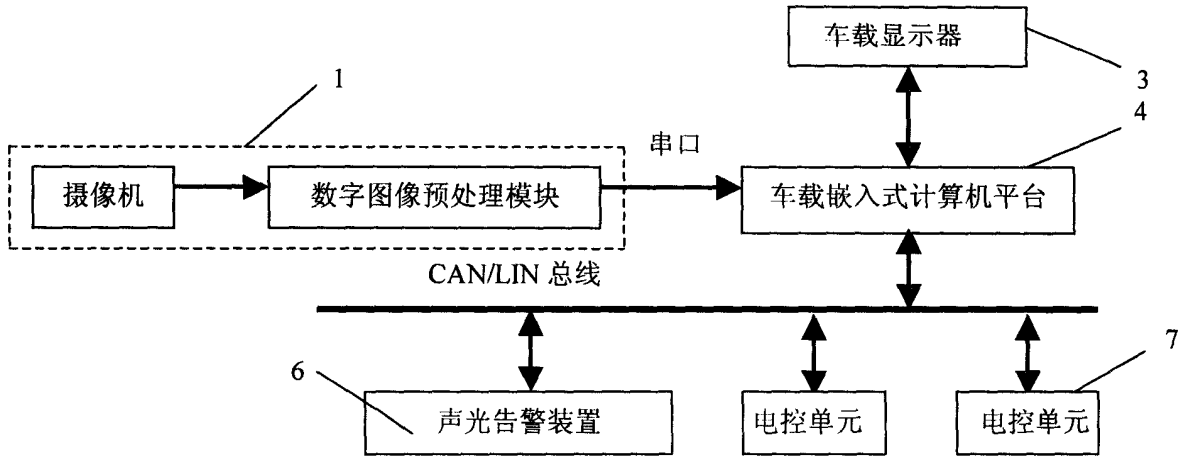 车载显示器
1
3
4
串口
摄像机
数字图像预处理模块
车载嵌入式计算机平台
CAN/LIN 总线
6
7
声光告警装置
电控单元
电控单元